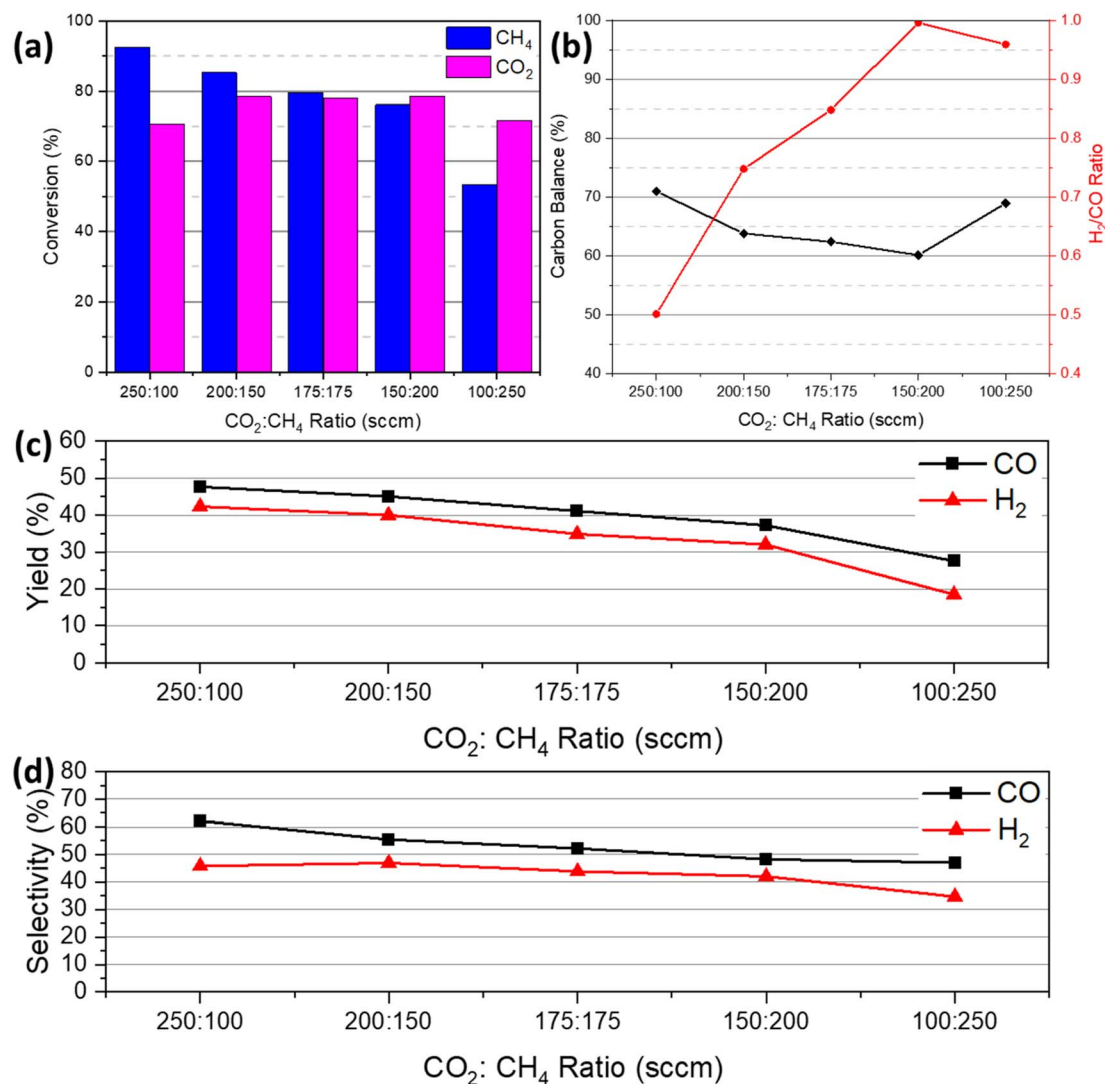 (a)
100
80
60
40
20
0
Conversion (%)
CH₄
CO₂
250:100 200:150 175:175 150:200 100:250
CO₂:CH₄ Ratio (sccm)
(b)
100
90
80
70
60
50
40
Carbon Balance (%)
1.0
0.9
0.8
0.7
0.6
0.5
0.4
H₂/CO Ratio
250:100 200:150 175:175 150:200 100:250
CO₂: CH₄ Ratio (sccm)
(c)
60
50
40
30
20
10
0
Yield (%)
CO
H₂
250:100 200:150 175:175 150:200 100:250
CO₂: CH₄ Ratio (sccm)
(d)
80
70
60
50
40
30
20
10
0
Selectivity (%)
CO
H₂
250:100 200:150 175:175 150:200 100:250
CO₂: CH₄ Ratio (sccm)